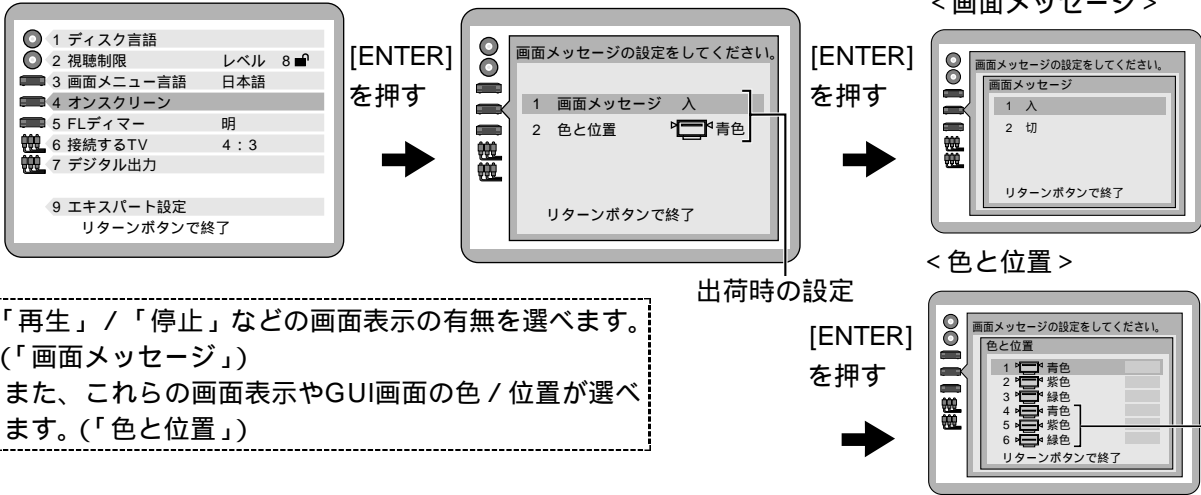 1 ディスク言語
2 視聴制限 レベル 8
3 画面メニュー言語 日本語
4 オンスクリーン
5 FLディマー 明
6 接続するTV 4：3
7 デジタル出力
9 エキスパート設定
リターンボタンで終了
[ENTER]
を押す
画面メッセージの設定をしてください。
1 画面メッセージ 入
2 色と位置 青色
リターンボタンで終了
出荷時の設定
[ENTER]
を押す
<画面メッセージ>
画面メッセージの設定をしてください。
画面メッセージ
1 入
2 切
リターンボタンで終了
「再生」/「停止」などの画面表示の有無を選べます。
(「画面メッセージ」)
また、これらの画面表示やGUI画面の色/位置が選べ
ます。(「色と位置」)
[ENTER]
を押す
<色と位置>
画面メッセージの設定をしてください。
色と位置
1 青色
2 紫色
3 緑色
4 青色
5 紫色
6 緑色
リターンボタンで終了